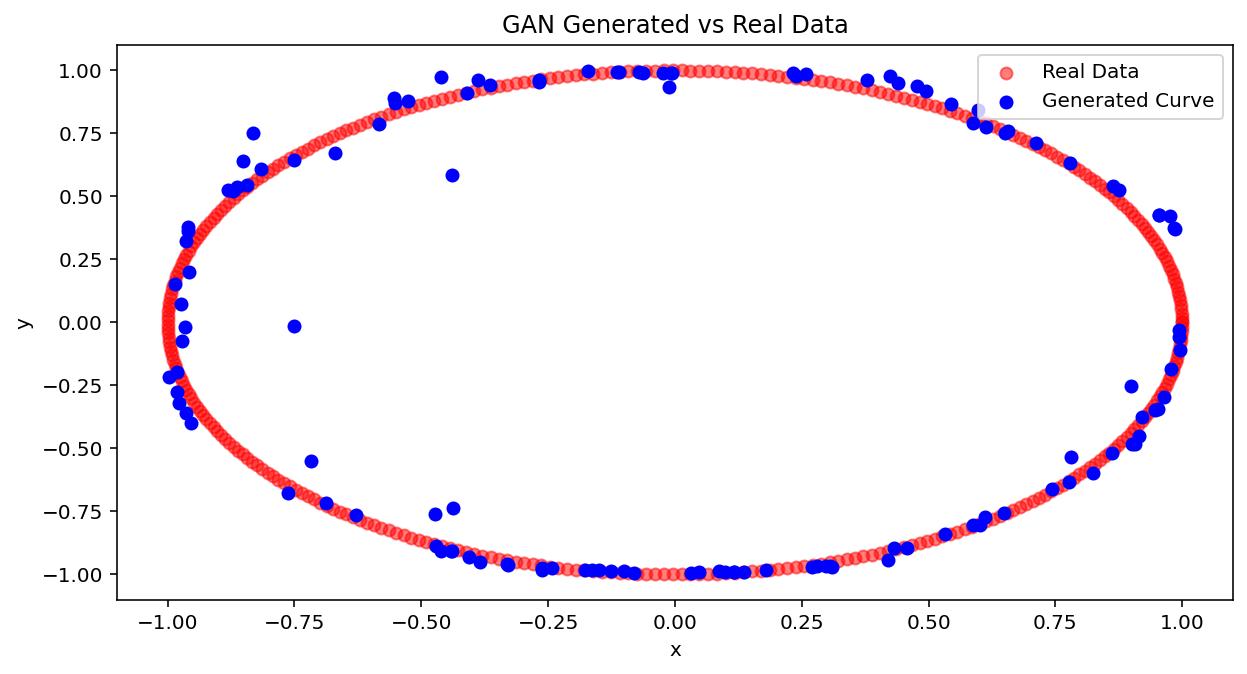 GAN Generated vs Real Data
Real Data
Generated Curve
1.00
0.75
0.50
0.25
0.00
−0.25
−0.50
−0.75
−1.00
y
−1.00 −0.75 −0.50 −0.25 0.00 0.25 0.50 0.75 1.00
x